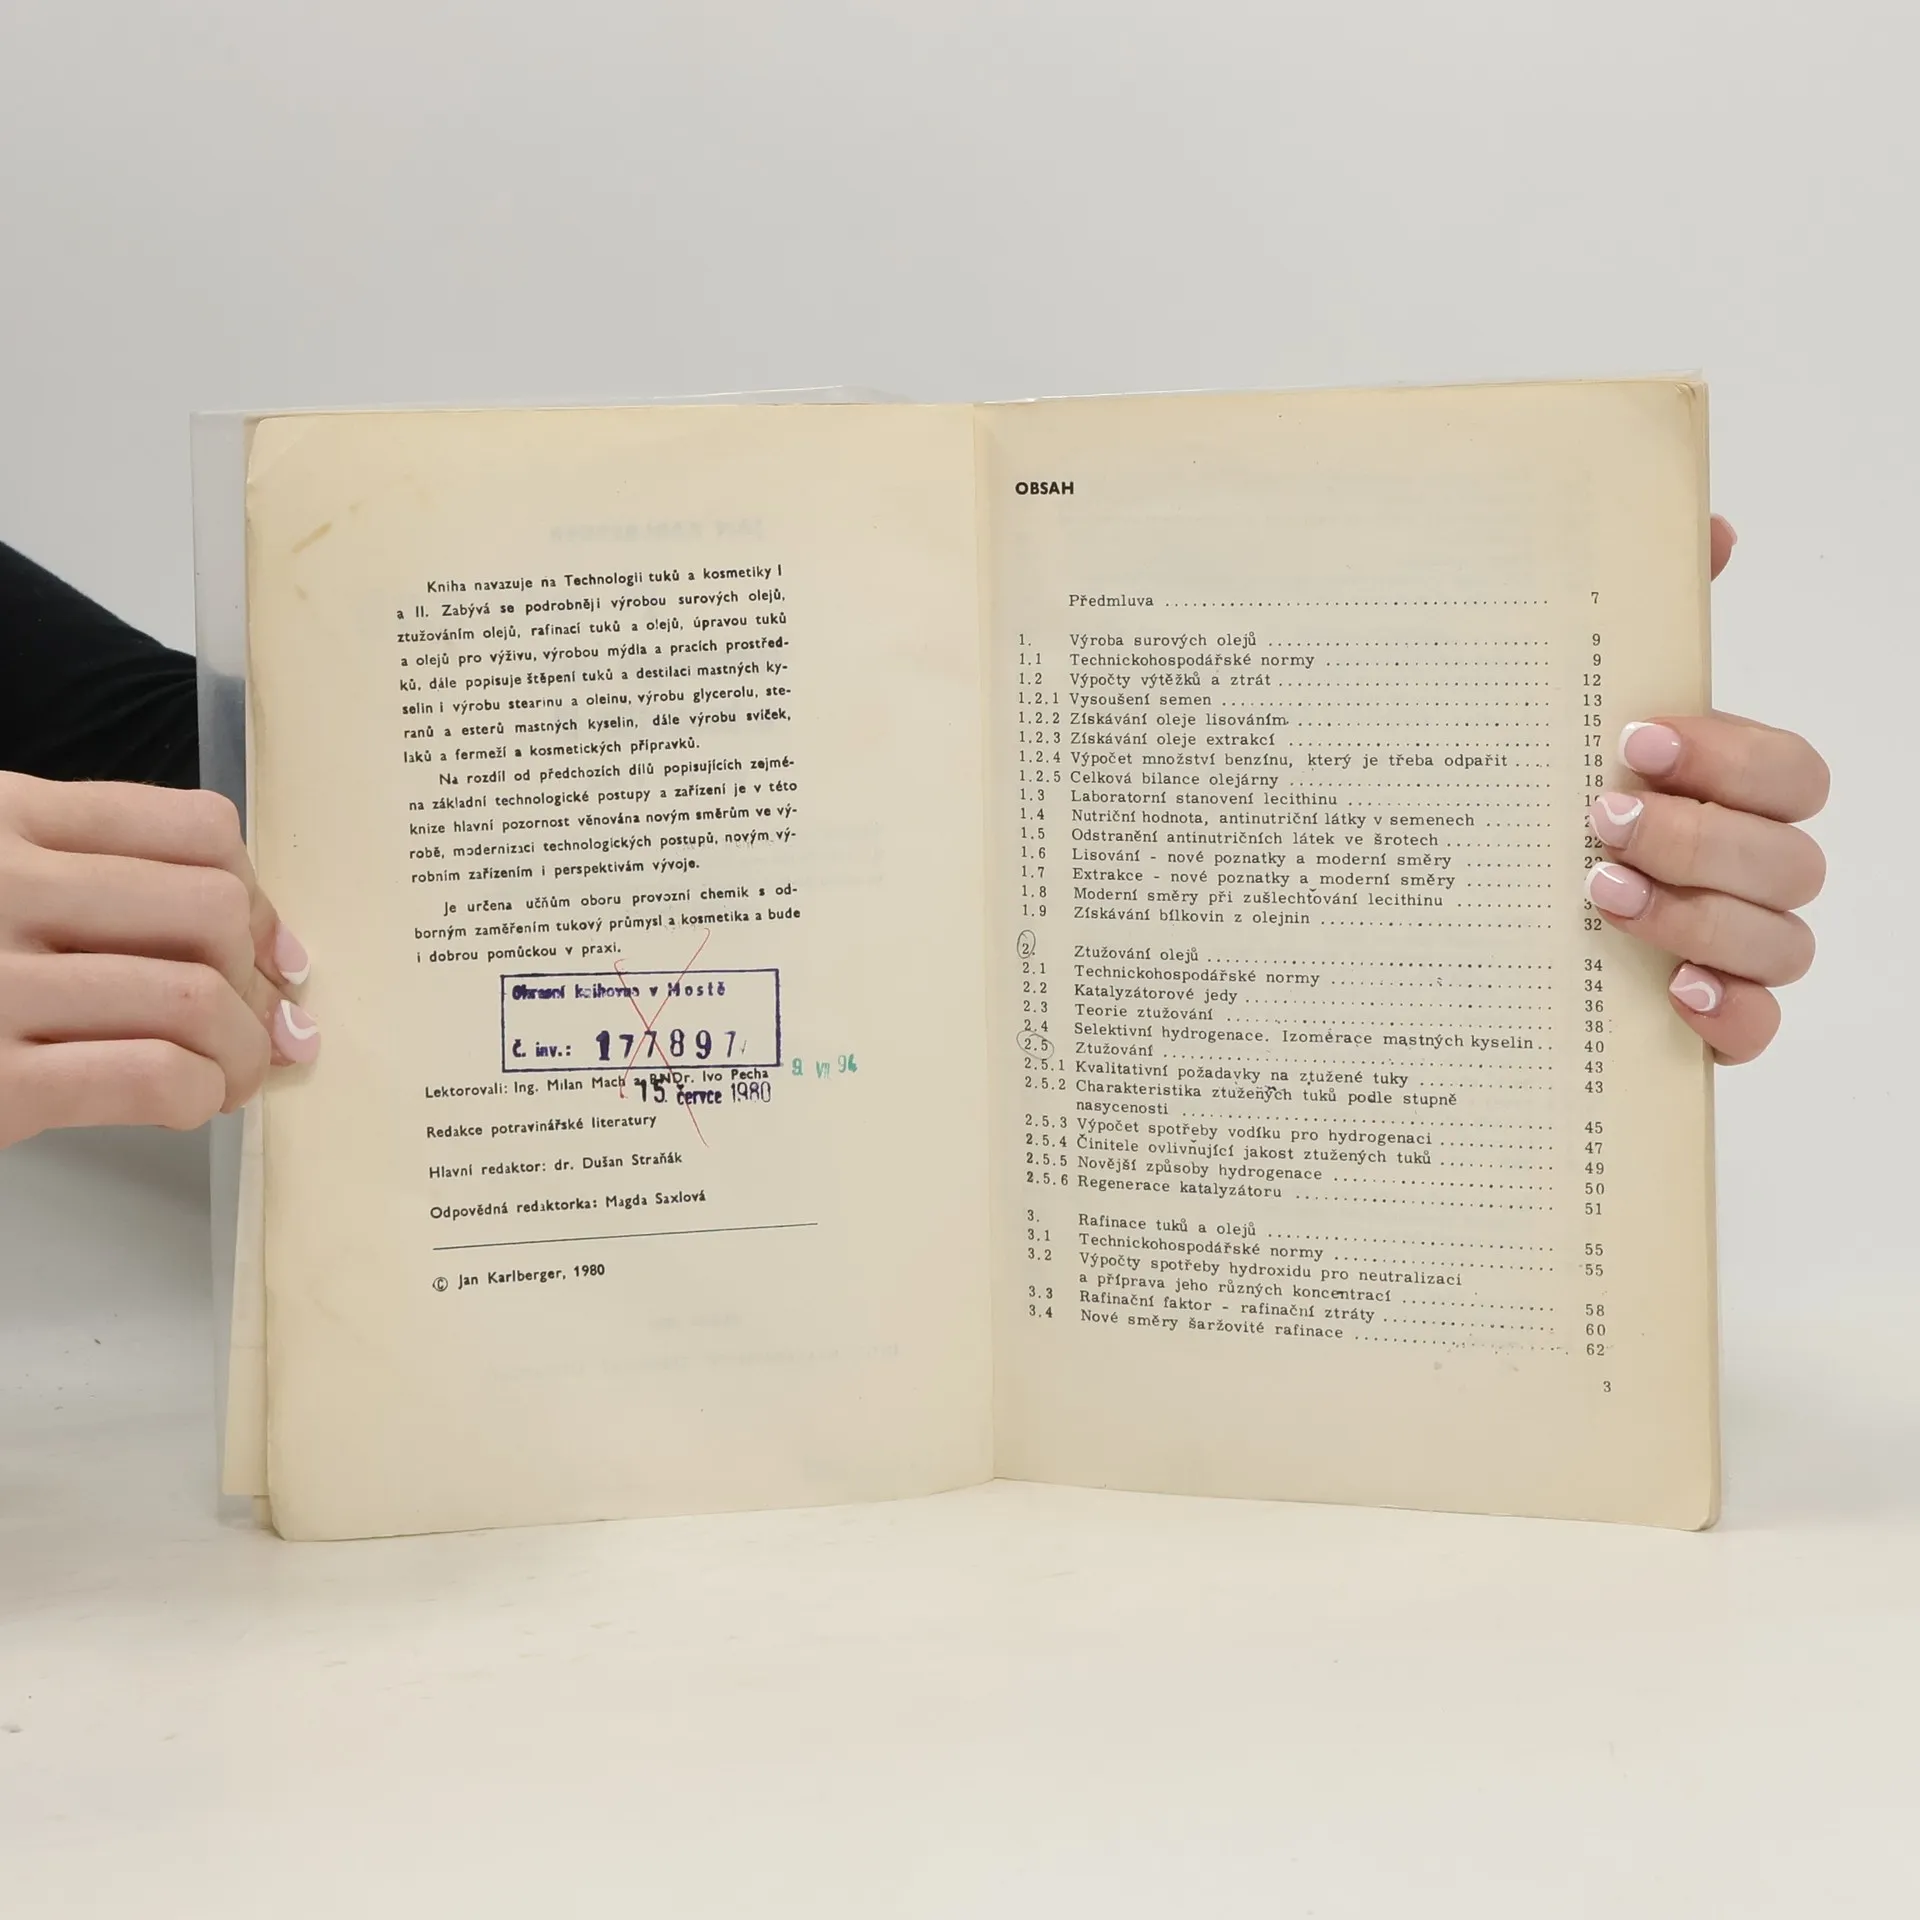 Kniha navazuje na Technologii tuků a kosmetiky I
a II. Zabývá se podrobněji výrobou surových olejů,
ztužováním olejů, rafinací tuků a olejů, úpravou tuků
a olejů pro výživu, výrobou mýdla a pracích prostřed-
ků, dále popisuje štěpení tuků a destilaci mastných ky-
selin i výrobu stearinu a oleinu, výrobu glycerolu, ste-
ranů a esterů mastných kyselin, dále výrobu svíček,
laků a fermeží a kosmetických přípravků.
Na rozdíl od předchozích dílů popisujících zejmé-
na základní technologické postupy a zařízení je v této
knize hlavní pozornost věnována novým směrům ve vý-
robě, modernizaci technologických postupů, novým vý-
robním zařízením i perspektivám vývoje.
Je určena učňům oboru provozní chemik s od-
borným zaměřením tukový průmysl a kosmetika a bude
i dobrou pomůckou v praxi.
knihovna v Mostě
Č. inv.: 177897
Lektorovali: Ing. Milan Mach a RNDr. Ivo Pecha
9 VII 94
15. července 1980
Redakce potravinářské literatury
Hlavní redaktor: dr. Dušan Straňák
Odpovědná redaktorka: Magda Saxlová
© Jan Karlberger, 1980
OBSAH
Předmluva ........................................ 7
1. Výroba surových olejů .............................. 9
1.1 Technickohospodářské normy ........................ 9
1.2 Výpočty výtěžků a ztrát ............................. 12
1.2.1 Vysoušení semen .................................... 13
1.2.2 Získávání oleje lisováním ........................... 15
1.2.3 Získávání oleje extrakcí ............................ 17
1.2.4 Výpočet množství benzínu, který je třeba odpařit .... 18
1.2.5 Celková bilance olejárny ............................ 18
1.3 Laboratorní stanovení lecithinu ......................
1.4 Nutriční hodnota, antinutriční látky v semenech .......
1.5 Odstranění antinutričních látek ve šrotech ........... 22
1.6 Lisování - nové poznatky a moderní směry .........
1.7 Extrakce - nové poznatky a moderní směry .........
1.8 Moderní směry při zušlechťování lecithinu ..........
1.9 Získávání bílkovin z olejnin ......................... 32
2. Ztužování olejů ..................................... 34
2.1 Technickohospodářské normy ........................ 34
2.2 Katalyzátorové jedy ................................. 36
2.3 Teorie ztužování .................................... 38
2.4 Selektivní hydrogenace. Izomerace mastných kyselin .. 40
2.5 Ztužování .......................................... 43
2.5.1 Kvalitativní požadavky na ztužené tuky .............. 43
2.5.2 Charakteristika ztužených tuků podle stupně
nasycenosti ........................................ 45
2.5.3 Výpočet spotřeby vodíku pro hydrogenaci ............ 47
2.5.4 Činitele ovlivňující jakost ztužených tuků ............ 49
2.5.5 Novější způsoby hydrogenace ........................ 50
2.5.6 Regenerace katalyzátoru ............................ 51
3. Rafinace tuků a olejů ............................... 55
3.1 Technickohospodářské normy ........................ 55
3.2 Výpočty spotřeby hydroxidu pro neutralizaci
a příprava jeho různých koncentrací ................. 58
3.3 Rafinační faktor - rafinační ztráty ................... 60
3.4 Nové směry šaržovité rafinace ....................... 62
3